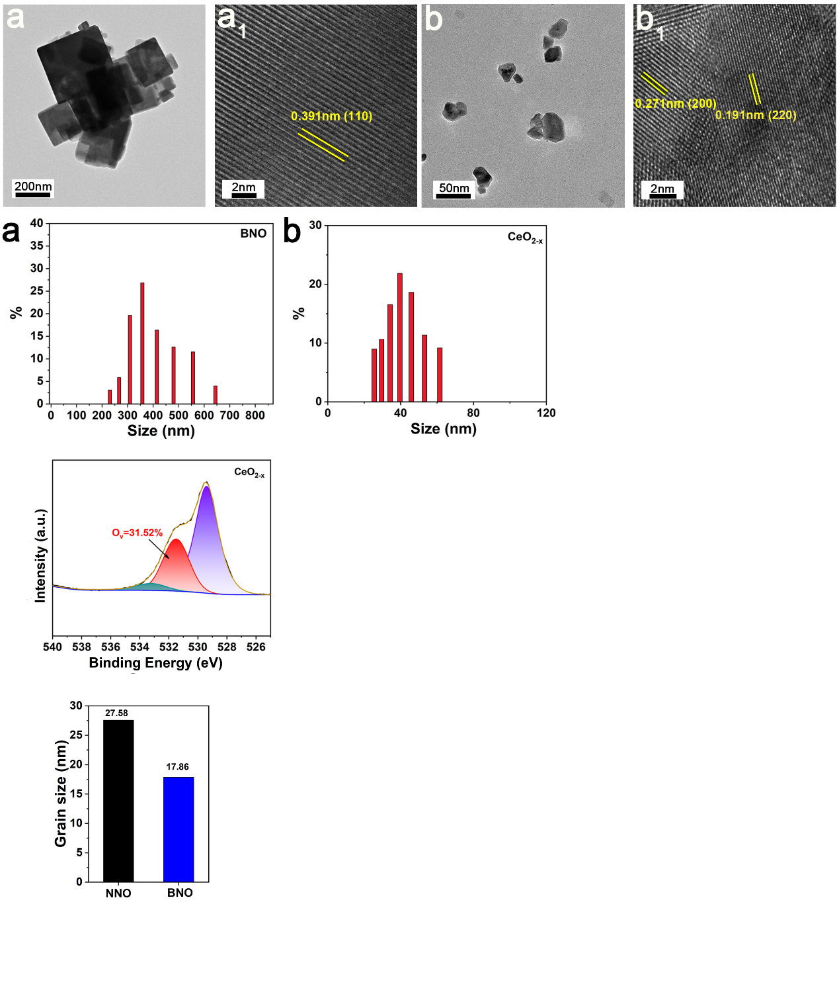 a
a1
b
b1
0.391nm (110)
0.271nm (200)
0.191nm (220)
200nm
2nm
50nm
2nm
a
BNO
40
35
30
25
20
15
10
5
0
%
0 100 200 300 400 500 600 700 800
Size (nm)
b
CeO2-x
30
20
10
0
%
0 40 80 120
Size (nm)
CeO2-x
Ov=31.52%
Intensity (a.u.)
540 538 536 534 532 530 528 526
Binding Energy (eV)
30
25
20
15
10
5
0
Grain size (nm)
27.58
17.86
NNO BNO